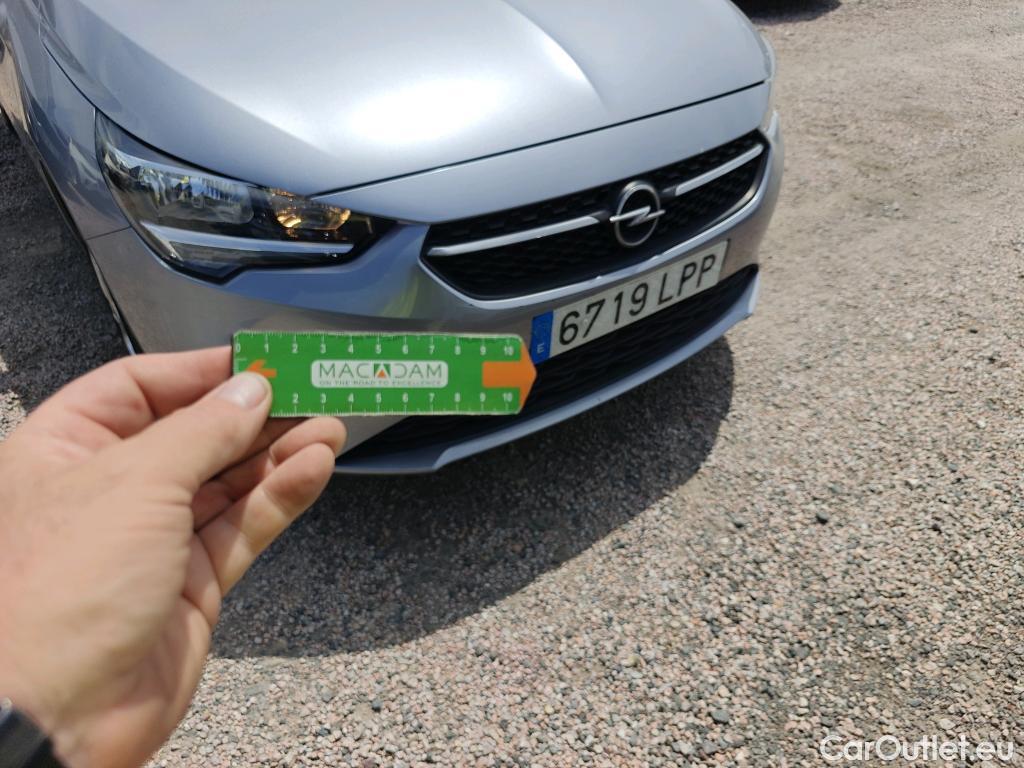 0 1 2 3 4 5 6 7 8 9 10
MACADAM
ON THE ROAD TO EXCELLENCE
2 3 4 5 6 7 8 9 10
E 6719 LPP
CarOutlet.eu